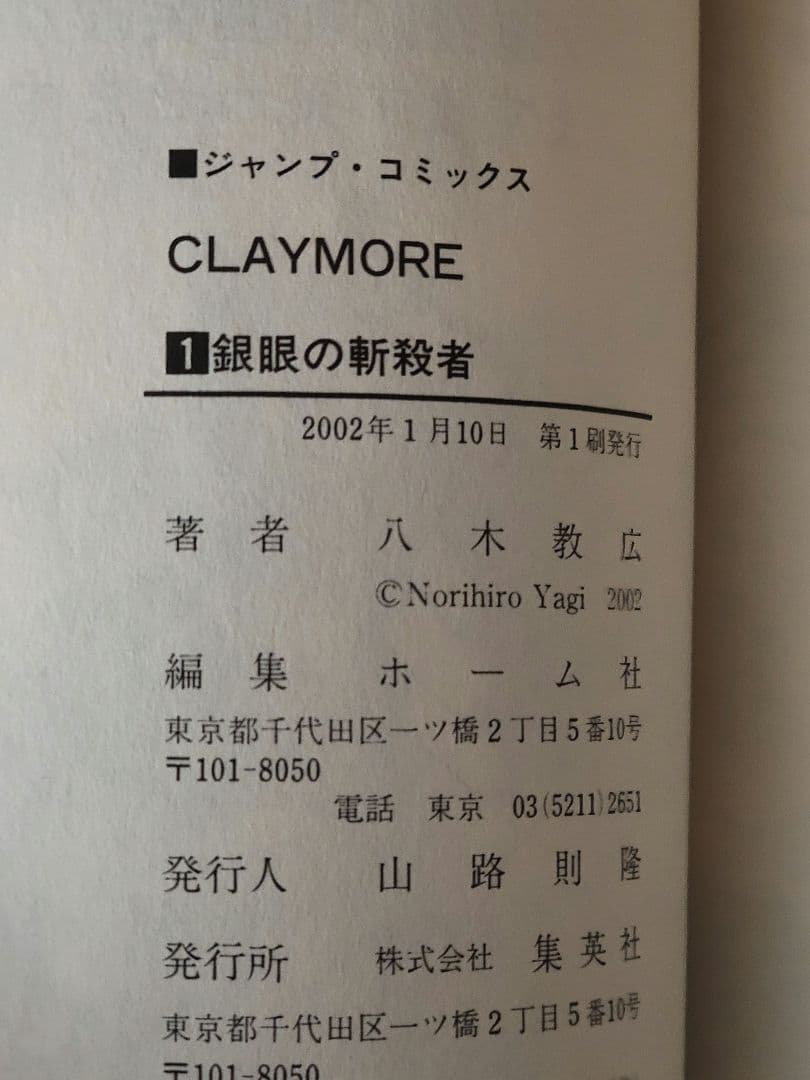 ■ジャンプ・コミックス
CLAYMORE
1銀眼の斬殺者
2002年1月10日 第1刷発行
著者 八木教広
©Norihiro Yagi 2002
編集 ホーム社
東京都千代田区一ツ橋2丁目5番10号
〒101-8050
電話 東京 03(5211)2651
発行人 山路則隆
発行所 株式会社 集英社
東京都千代田区一ツ橋2丁目5番10号
〒101-8050